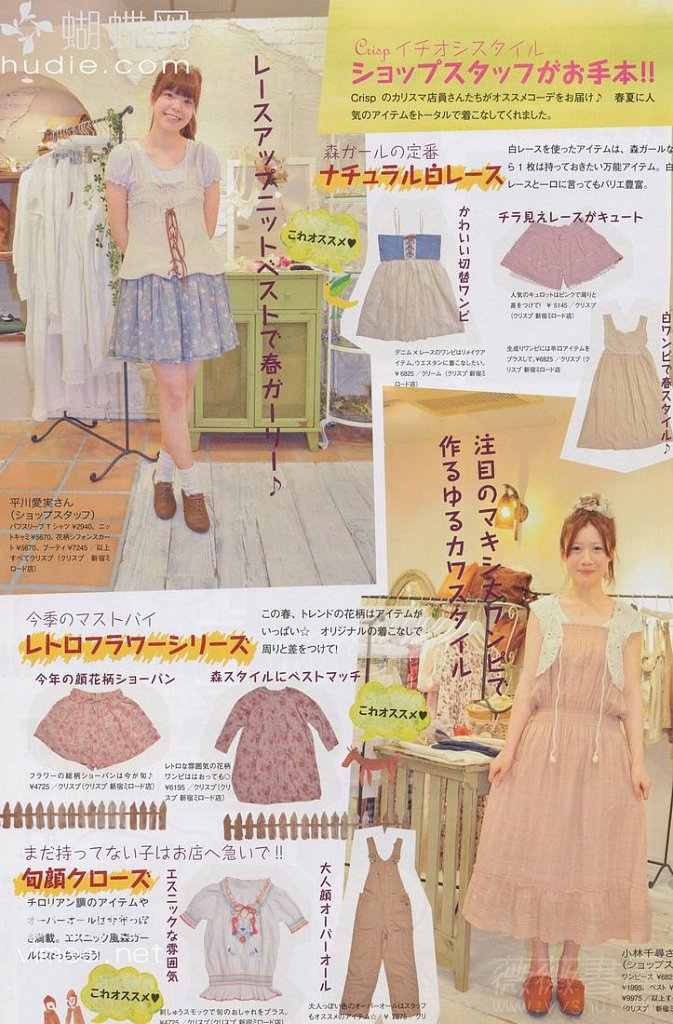 蝴蝶网
hudie.com
Crisp イチオシスタイル
ショップスタッフがお手本!!
Crisp のカリスマ店員さんたちがオススメコーデをお届け♪　春夏に人
気のアイテムをトータルで着こなしてくれました。
レースアップニットベストで春ガーリー♪
これオススメ♥
森ガールの定番
ナチュラル白レース
白レースを使ったアイテムは、森ガールな
ら1枚は持っておきたい万能アイテム。白
レースと一口に言ってもバリエ豊富。
かわいい切替ワンピ
デニム×レースのワンピはリメイクア
イテム。ウエスタンに着こなしたい。
¥6825／クリーム（クリスプ 新宿ミ
ロード店）
チラ見えレースがキュート
人気のキュロットはピンクで周りと
差をつけて! ¥5145／クリスプ
（クリスプ 新宿ミロード店）
生成りワンピには辛口アイテムを
プラスして。¥6825／クリスプ（ク
リスプ 新宿ミロード店
白ワンピで春スタイル♪
平川愛実さん
（ショップスタッフ）
パフスリーブTシャツ ¥2940、ニッ
トキャミ¥5670、花柄シフォンスカー
ト ¥5670、ブーティ ¥7245／以上
すべてクリスプ（クリスプ 新宿ミ
ロード店）
注目のマキシ丈ワンピで
作るゆるカワスタイル
今季のマストバイ
レトロフラワーシリーズ
この春、トレンドの花柄はアイテムが
いっぱい☆　オリジナルの着こなしで
周りと差をつけて!
今年の顔花柄ショーパン
フラワーの総柄ショーパンは今が旬♪
¥4725／クリスプ（クリスプ 新宿ミロード店）
森スタイルにベストマッチ
レトロな雰囲気の花柄
ワンピははおっても◎
¥6195／クリスプ（クリ
スプ 新宿ミロード店）
これオススメ♥
まだ持ってない子はお店へ急いで!!
旬顔クローズ
チロリアン調のアイテムや
さ満載。エスニック風森ガー
ルになっちゃおう!
これオススメ♥
エスニックな雰囲気
刺しゅうスモックで旬のおしゃれをプラス。
¥4725／クリスプ（クリスプ 新宿ミロード店）
大人顔オーバーオール
大人っぽい色のオーバーオールはスタッフ
もオススメのアイテム☆ ¥7875／クリ
小林千尋さ
（ショップス
ワンピース ¥682
¥1995、ベスト ¥
¥9975／以上す